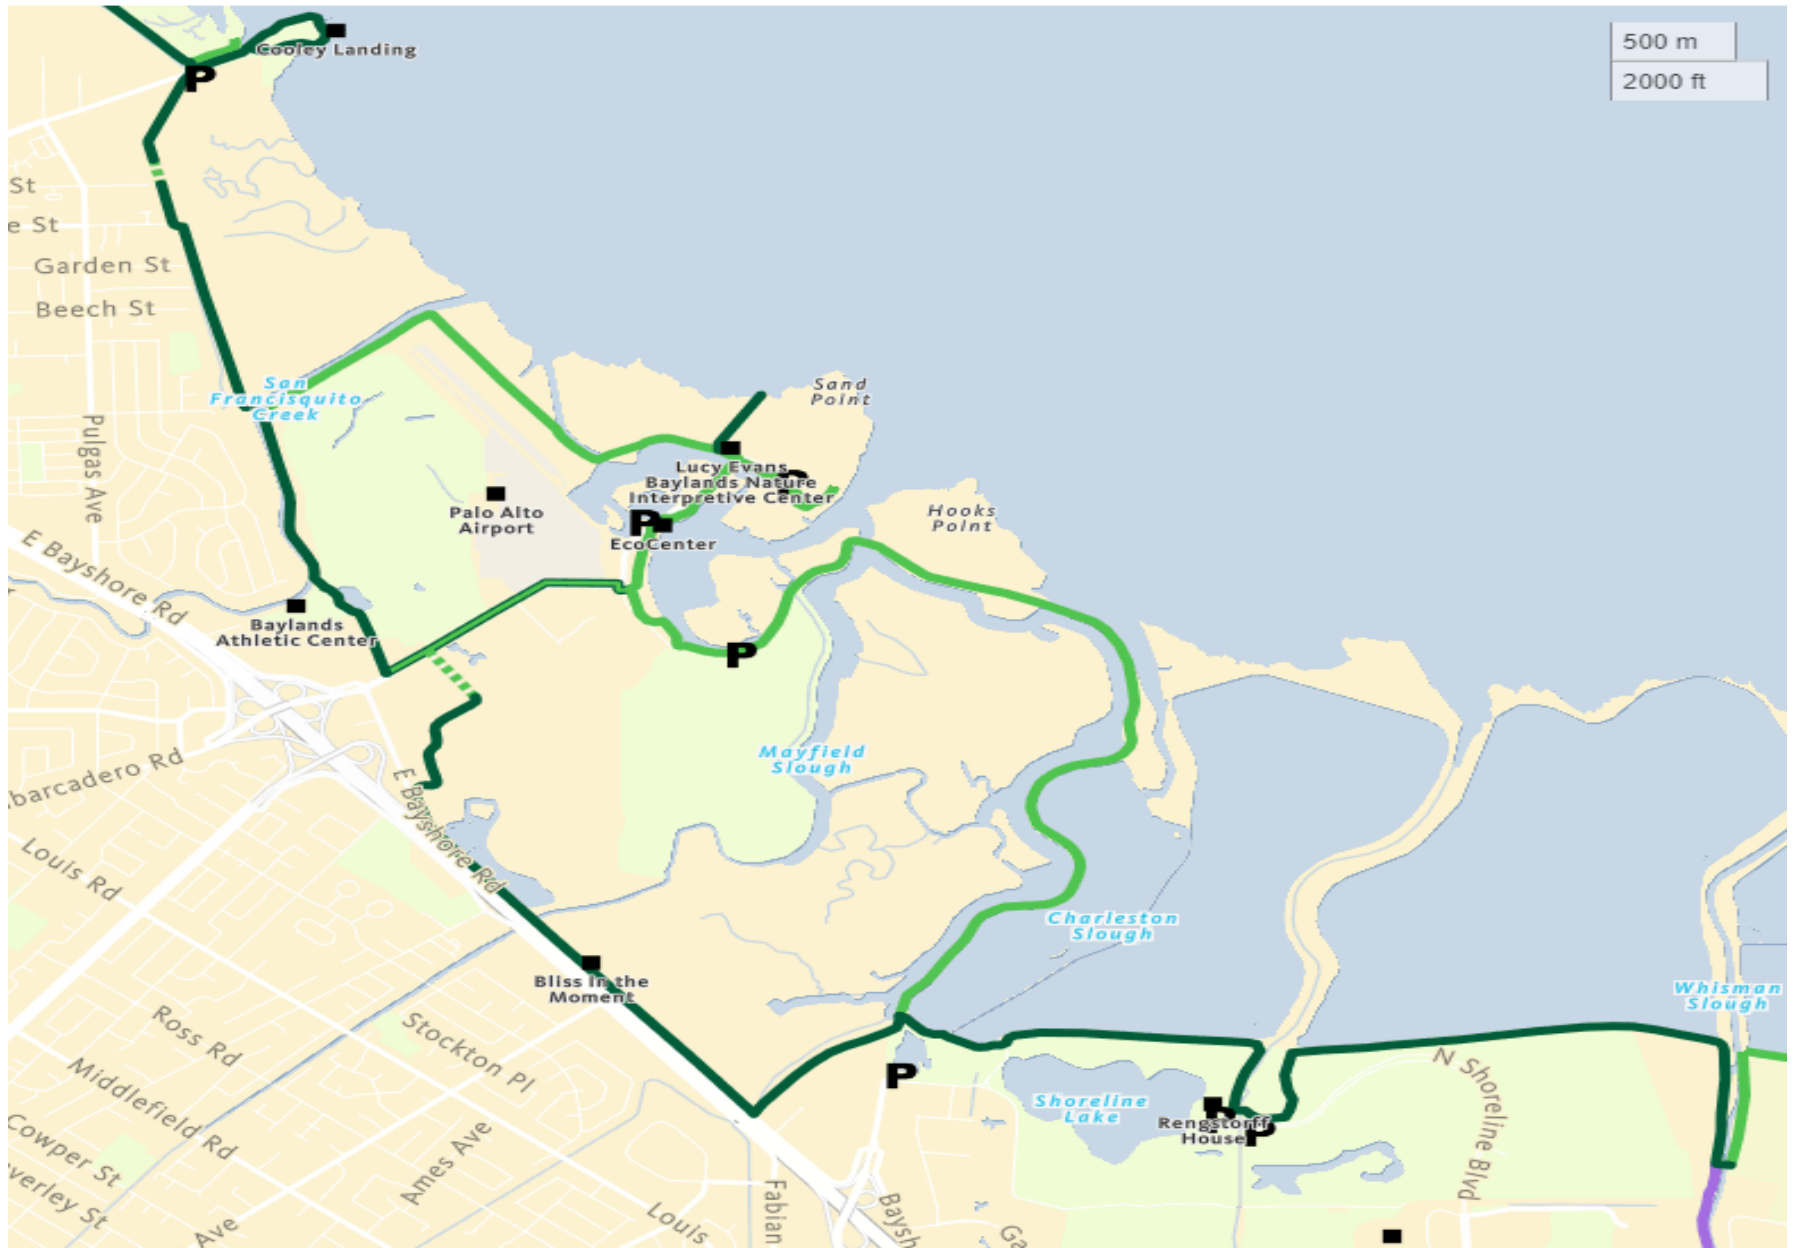 Cooley Landing
500 m
2000 ft
P
St
e St
Garden St
Beech St
San
Francisquito
Creek
Sand
Point
Pulgas Ave
Lucy Evans
Baylands Nature
Interpretive Center
P
Palo Alto
Airport
P
EcoCenter
Hooks
Point
E Bayshore Rd
Baylands
Athletic Center
P
Mayfield
Slough
barcadero Rd
E Bayshore Rd
Louis Rd
Charleston
Slough
Bliss in the
Moment
Whisman
Slough
Ross Rd
Stockton Pl
Middlefield Rd
P
N Shoreline Blvd
Shoreline
Lake
Rengstorff
House
P
P
Cowper St
Ames Ave
verley St
Ave
Louis
Fabian
Baysh
Ga